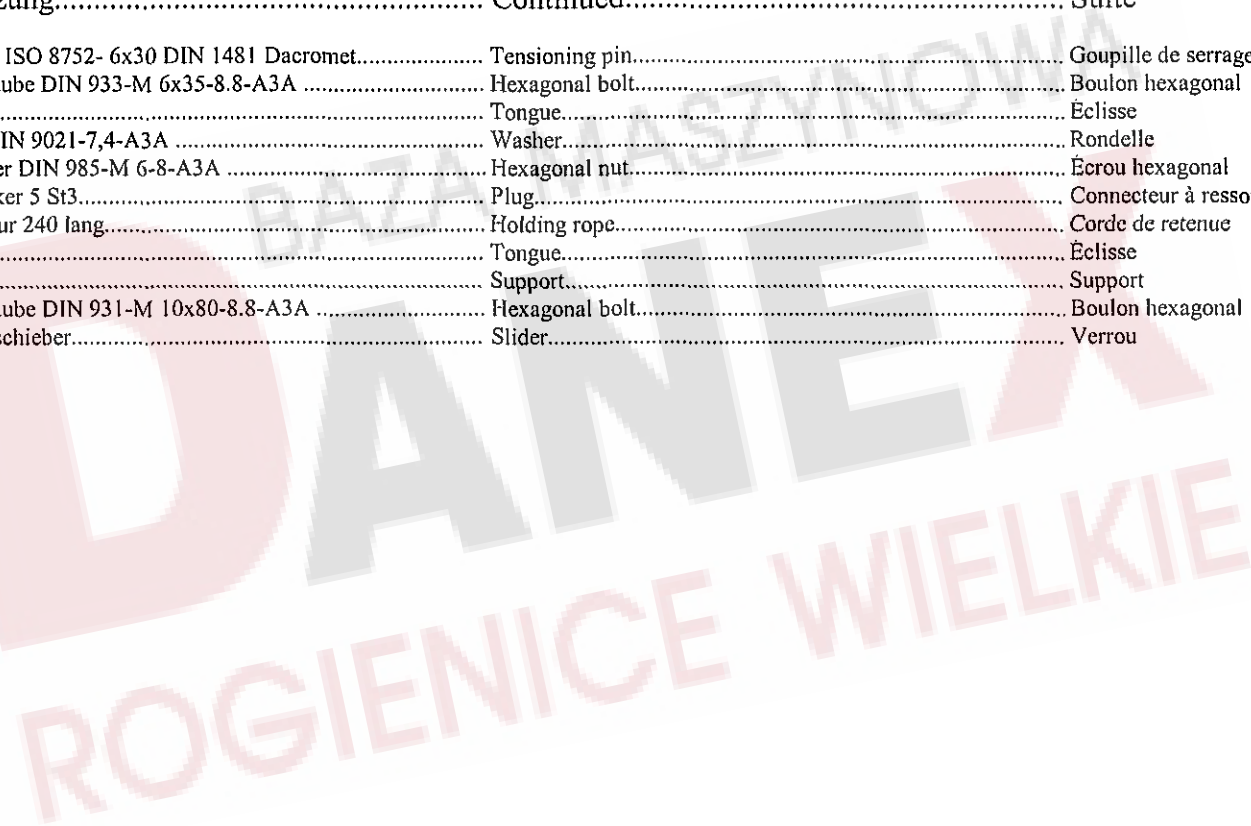 zung.................................................. Continued.................................................. Suite
ISO 8752- 6x30 DIN 1481 Dacromet.................... Tensioning pin.................................................. Goupille de serrage
ube DIN 933-M 6x35-8.8-A3A .................... Hexagonal bolt.................................................. Boulon hexagonal
.................................................. Tongue.................................................. Éclisse
IN 9021-7,4-A3A .................................................. Washer.................................................. Rondelle
er DIN 985-M 6-8-A3A .................................................. Hexagonal nut.................................................. Écrou hexagonal
ker 5 St3.................................................. Plug.................................................. Connecteur à resso
ur 240 lang.................................................. Holding rope.................................................. Corde de retenue
.................................................. Tongue.................................................. Éclisse
.................................................. Support.................................................. Support
ube DIN 931-M 10x80-8.8-A3A .................... Hexagonal bolt.................................................. Boulon hexagonal
schieber.................................................. Slider.................................................. Verrou
BAZA MASZYNOWA
DANEX
ROGIENICE WIELKIE